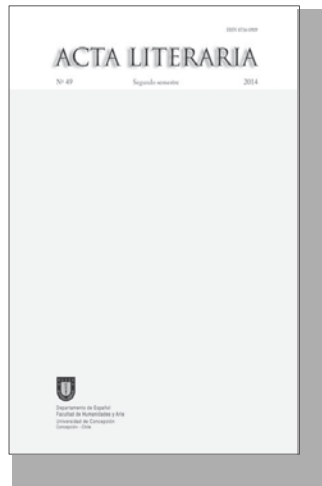 ACTA LITERARIA
Nº 49 Segundo semestre 2014
Departamento de Español
Facultad de Humanidades y Arte
Universidad de Concepción
Concepción - Chile